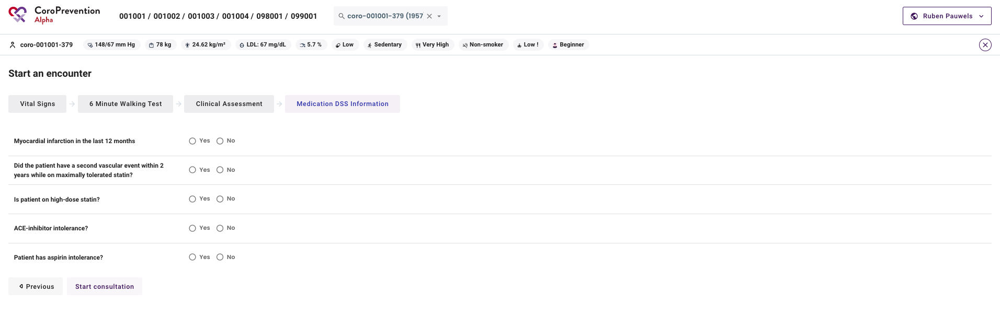 CoroPrevention
Alpha
001001 / 001002 / 001003 / 001004 / 098001 / 099001
coro-001001-379 (1957
Ruben Pauwels
coro-001001-379
148/67 mm Hg
78 kg
24.62 kg/m²
LDL: 67 mg/dL
5.7 %
Low
Sedentary
Very High
Non-smoker
Low !
Beginner
Start an encounter
Vital Signs
6 Minute Walking Test
Clinical Assessment
Medication DSS Information
Myocardial infarction in the last 12 months
Yes
No
Did the patient have a second vascular event within 2
years while on maximally tolerated statin?
Yes
No
Is patient on high-dose statin?
Yes
No
ACE-inhibitor intolerance?
Yes
No
Patient has aspirin intolerance?
Yes
No
Previous
Start consultation